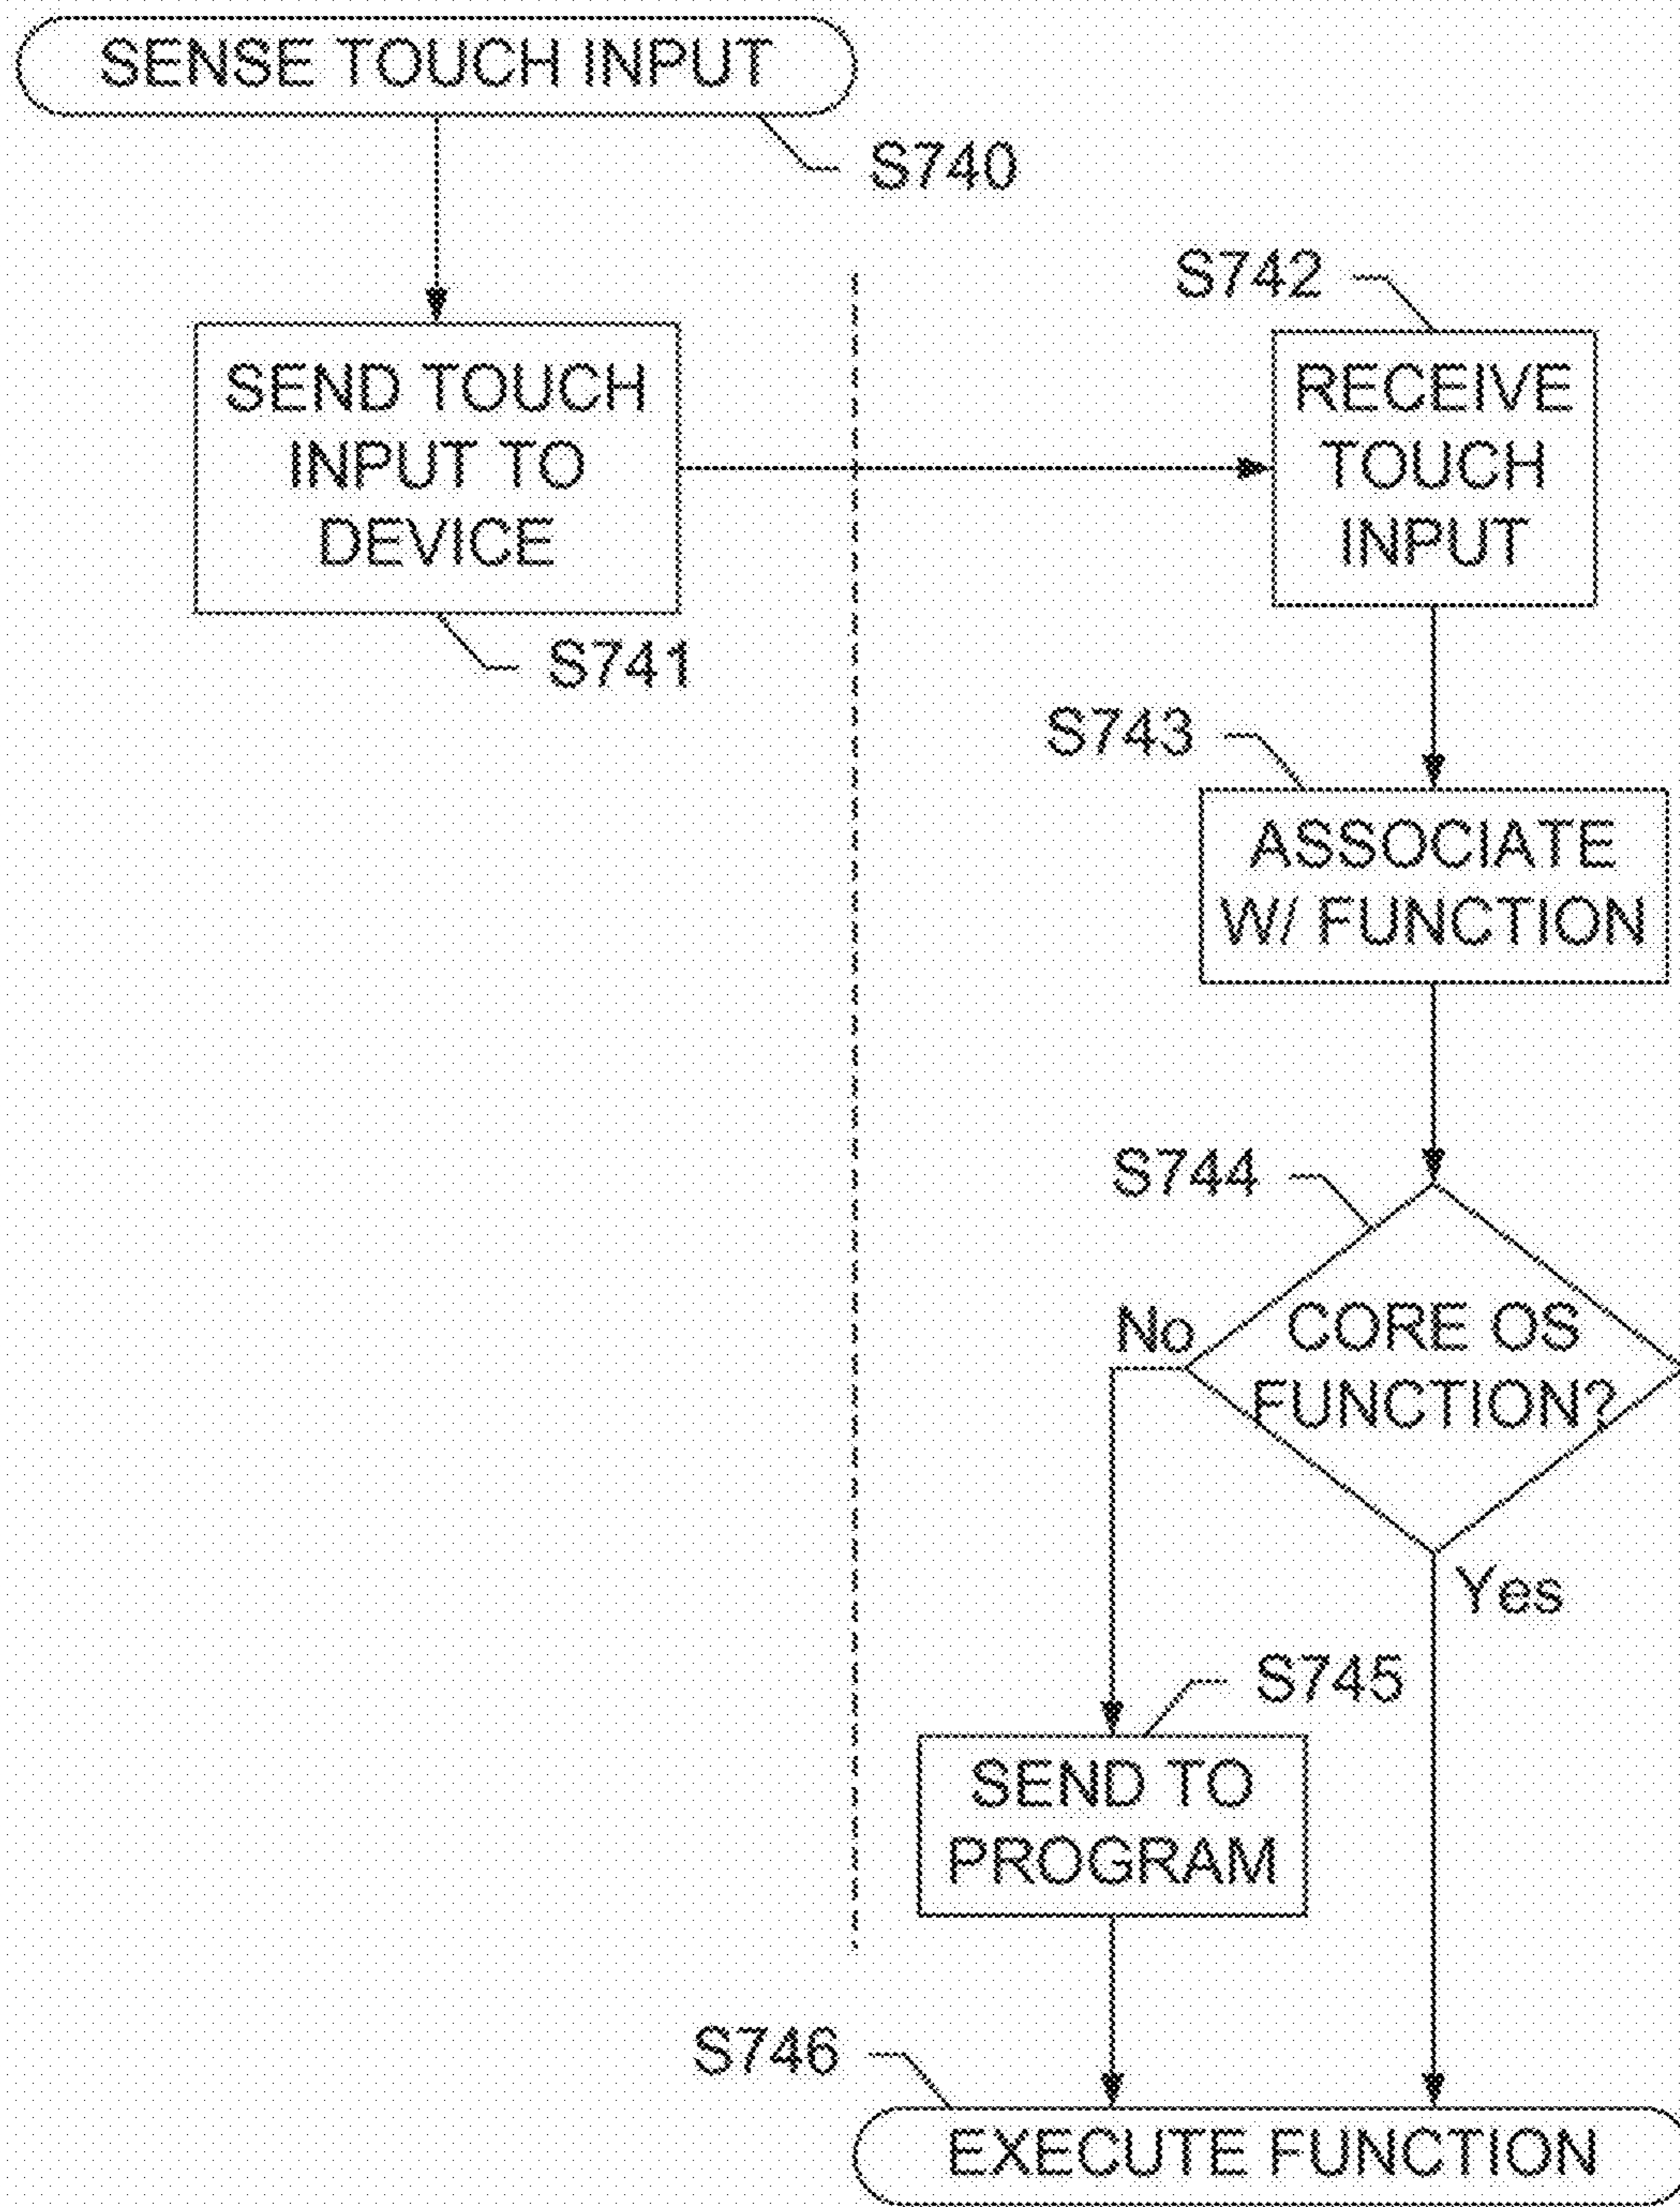 SENSE TOUCH INPUT
S740
SEND TOUCH
INPUT TO
DEVICE
S741
S742
RECEIVE
TOUCH
INPUT
S743
ASSOCIATE
W/ FUNCTION
S744
CORE OS
FUNCTION?
No
Yes
S745
SEND TO
PROGRAM
S746
EXECUTE FUNCTION